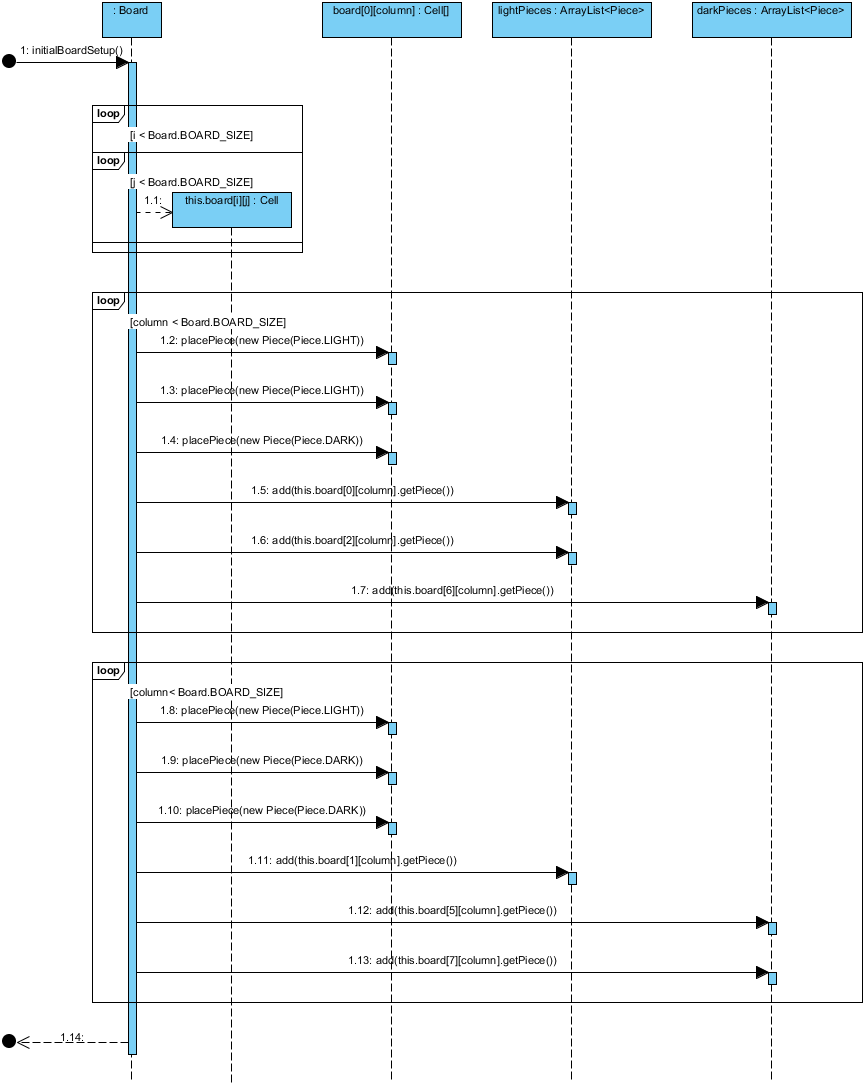 : Board
board[0][column] : Cell[]
lightPieces : ArrayList<Piece>
darkPieces : ArrayList<Piece>
1: initialBoardSetup()
loop
[i < Board.BOARD_SIZE]
loop
[j < Board.BOARD_SIZE]
1.1:
this.board[i][j] : Cell
loop
[column < Board.BOARD_SIZE]
1.2: placePiece(new Piece(Piece.LIGHT))
1.3: placePiece(new Piece(Piece.LIGHT))
1.4: placePiece(new Piece(Piece.DARK))
1.5: add(this.board[0][column].getPiece())
1.6: add(this.board[2][column].getPiece())
1.7: add(this.board[6][column].getPiece())
loop
[column< Board.BOARD_SIZE]
1.8: placePiece(new Piece(Piece.LIGHT))
1.9: placePiece(new Piece(Piece.DARK))
1.10: placePiece(new Piece(Piece.DARK))
1.11: add(this.board[1][column].getPiece())
1.12: add(this.board[5][column].getPiece())
1.13: add(this.board[7][column].getPiece())
1.14: